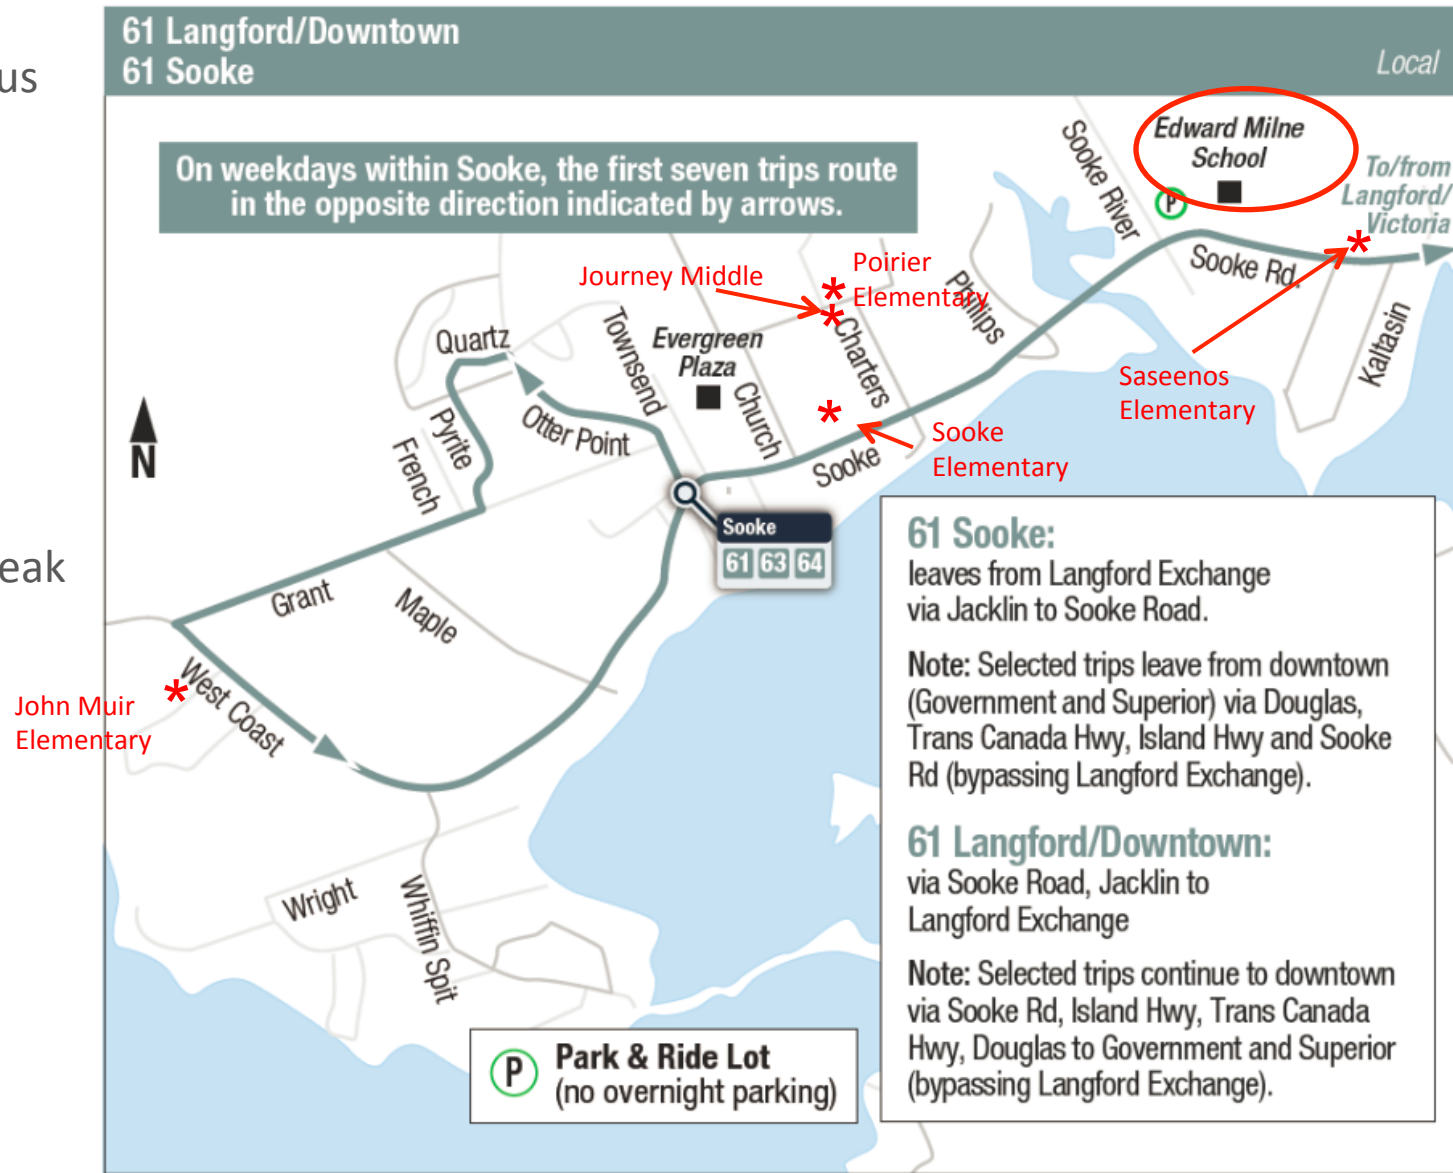 us
eak
61 Langford/Downtown
61 Sooke
Local
On weekdays within Sooke, the first seven trips route
in the opposite direction indicated by arrows.
Edward Milne
School
P
To/from
Langford/
Victoria
Sooke River
Sooke Rd.
Kaltasin
Saseenos
Elementary
Journey Middle
Poirier
Elementary
Phillips
Charters
Townsend
Evergreen
Plaza
Church
Quartz
Otter Point
Pyrite
French
N
Sooke
Sooke
Elementary
Sooke
61 63 64
Grant
Maple
West Coast
John Muir
Elementary
Wright
Whiffin Spit
P
Park & Ride Lot
(no overnight parking)
61 Sooke:
leaves from Langford Exchange
via Jacklin to Sooke Road.
Note: Selected trips leave from downtown
(Government and Superior) via Douglas,
Trans Canada Hwy, Island Hwy and Sooke
Rd (bypassing Langford Exchange).
61 Langford/Downtown:
via Sooke Road, Jacklin to
Langford Exchange
Note: Selected trips continue to downtown
via Sooke Rd, Island Hwy, Trans Canada
Hwy, Douglas to Government and Superior
(bypassing Langford Exchange).